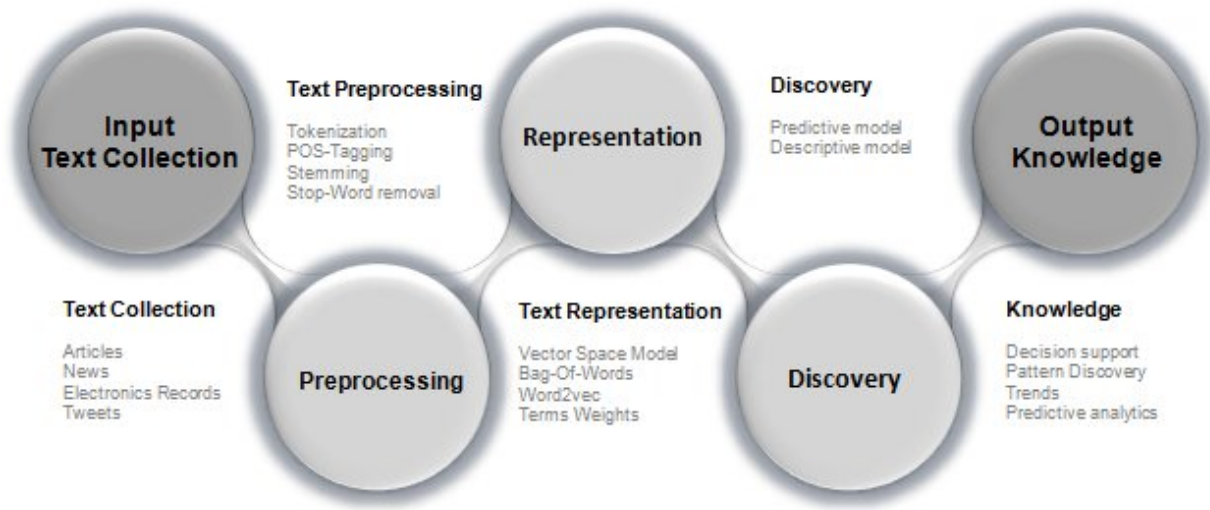 Input
Text Collection
Text Collection
Articles
News
Electronics Records
Tweets
Text Preprocessing
Tokenization
POS-Tagging
Stemming
Stop-Word removal
Preprocessing
Representation
Text Representation
Vector Space Model
Bag-Of-Words
Word2vec
Terms Weights
Discovery
Predictive model
Descriptive model
Discovery
Output
Knowledge
Knowledge
Decision support
Pattern Discovery
Trends
Predictive analytics